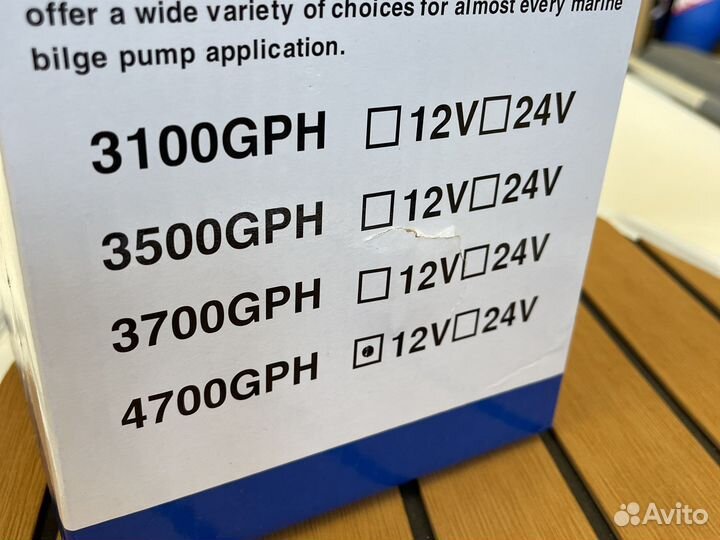 offer a wide variety of choices for almost every marine
bilge pump application.
3100GPH ☐12V☐24V
3500GPH ☐12V☐24V
3700GPH ☐12V☐24V
4700GPH ☒12V☐24V
Avito